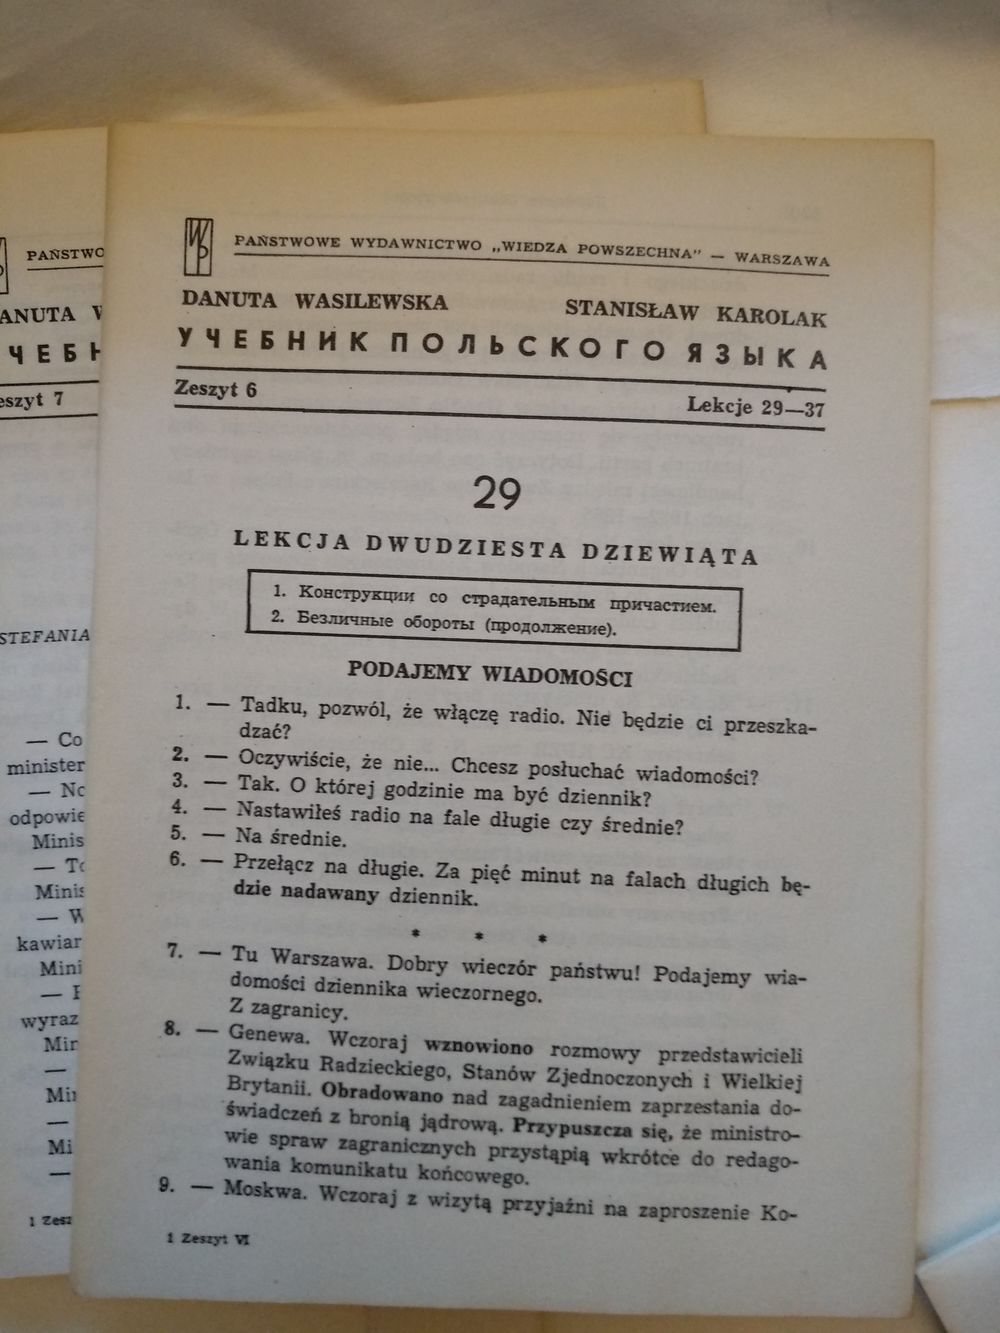 PAŃSTWOWE WYDAWNICTWO „WIEDZA POWSZECHNA” — WARSZAWA
DANUTA WASILEWSKA STANISŁAW KAROLAK
УЧЕБНИК ПОЛЬСКОГО ЯЗЫКА
Zeszyt 6 Lekcje 29—37
29
LEKCJA DWUDZIESTA DZIEWIĄTA
1. Конструкции со страдательным причастием.
2. Безличные обороты (продолжение).
PODAJEMY WIADOMOŚCI
1. — Tadku, pozwól, że włączę radio. Nie będzie ci przeszka-
dzać?
2. — Oczywiście, że nie... Chcesz posłuchać wiadomości?
3. — Tak. O której godzinie ma być dziennik?
4. — Nastawiłeś radio na fale długie czy średnie?
5. — Na średnie.
6. — Przełącz na długie. Za pięć minut na falach długich bę-
dzie nadawany dziennik.
* * *
7. — Tu Warszawa. Dobry wieczór państwu! Podajemy wia-
domości dziennika wieczornego.
Z zagranicy.
8. — Genewa. Wczoraj wznowiono rozmowy przedstawicieli
Związku Radzieckiego, Stanów Zjednoczonych i Wielkiej
Brytanii. Obradowano nad zagadnieniem zaprzestania do-
świadczeń z bronią jądrową. Przypuszcza się, że ministro-
wie spraw zagranicznych przystąpią wkrótce do redago-
wania komunikatu końcowego.
9. — Moskwa. Wczoraj z wizytą przyjaźni na zaproszenie Ko-
1 Zeszyt VI
PAŃSTWO
ANUTA W
ЧЕБН
eszyt 7
STEFANIA
— Co
minister
— No
odpowie
Minis
— To
Minis
— W
kawiar
Mini
—
wyraz
Min
—
Min
—
Mi
—
1 Zesz